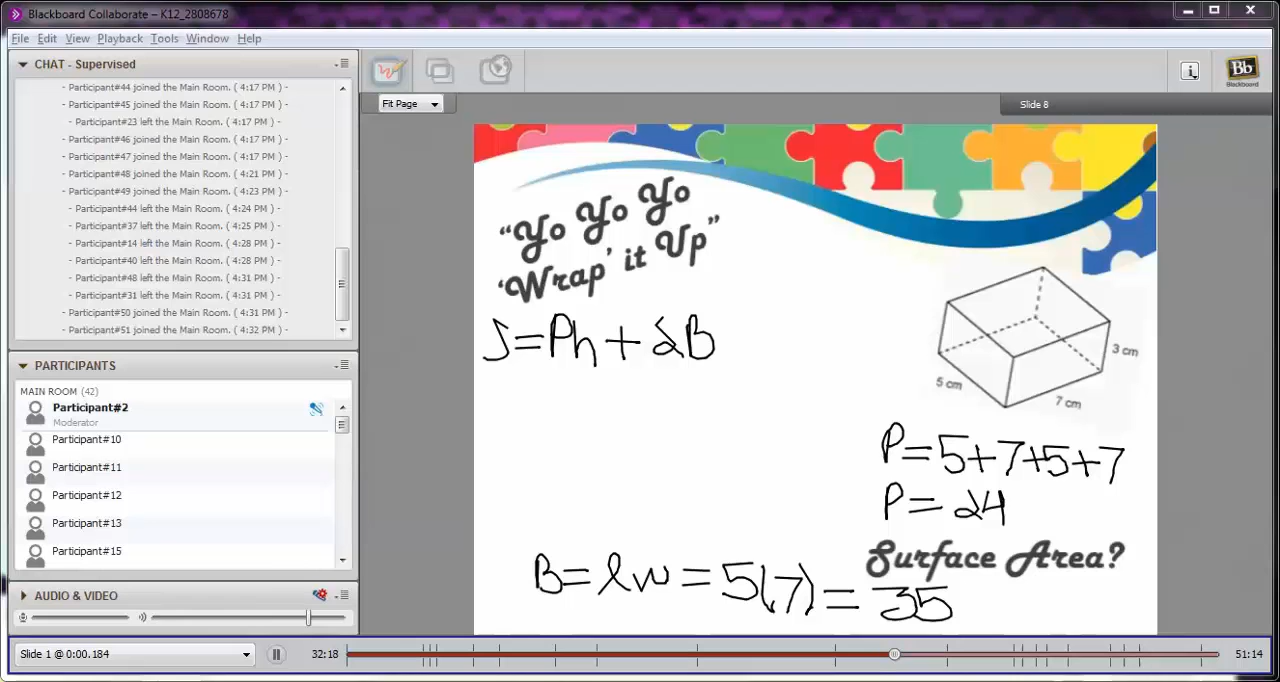 Blackboard Collaborate – K12_2808678
File Edit View Playback Tools Window Help
CHAT - Supervised
- Participant#44 joined the Main Room. ( 4:17 PM ) -
- Participant#45 joined the Main Room. ( 4:17 PM ) -
- Participant#23 left the Main Room. ( 4:17 PM ) -
- Participant#46 joined the Main Room. ( 4:17 PM ) -
- Participant#47 joined the Main Room. ( 4:17 PM ) -
- Participant#48 joined the Main Room. ( 4:21 PM ) -
- Participant#49 joined the Main Room. ( 4:23 PM ) -
- Participant#44 left the Main Room. ( 4:24 PM ) -
- Participant#37 left the Main Room. ( 4:25 PM ) -
- Participant#14 left the Main Room. ( 4:28 PM ) -
- Participant#40 left the Main Room. ( 4:28 PM ) -
- Participant#48 left the Main Room. ( 4:31 PM ) -
- Participant#31 left the Main Room. ( 4:31 PM ) -
- Participant#50 joined the Main Room. ( 4:31 PM ) -
- Participant#51 joined the Main Room. ( 4:32 PM ) -
PARTICIPANTS
MAIN ROOM (42)
Participant#2
Moderator
Participant#10
Participant#11
Participant#12
Participant#13
Participant#15
AUDIO & VIDEO
Slide 1 @ 0:00.184
32:18
51:14
Fit Page
Slide 8
Bb
Blackboard
“Yo Yo Yo
‘Wrap’ it Up”
S=Ph+2B
3 cm
5 cm
7 cm
P=5+7+5+7
P=24
Surface Area?
B=lw=5(7)=35